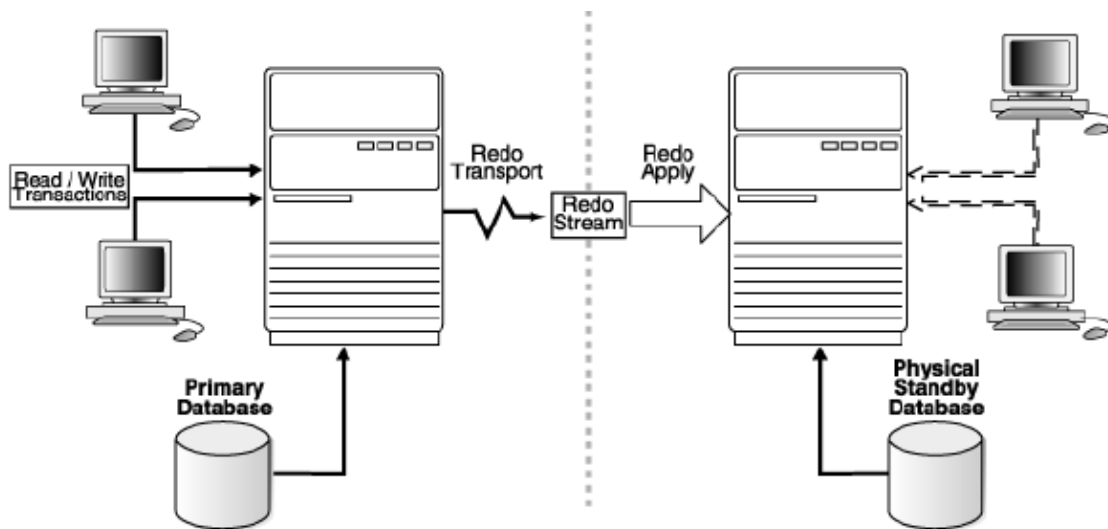 Read / Write
Transactions
Redo
Transport
Redo
Stream
Redo
Apply
Primary
Database
Physical
Standby
Database